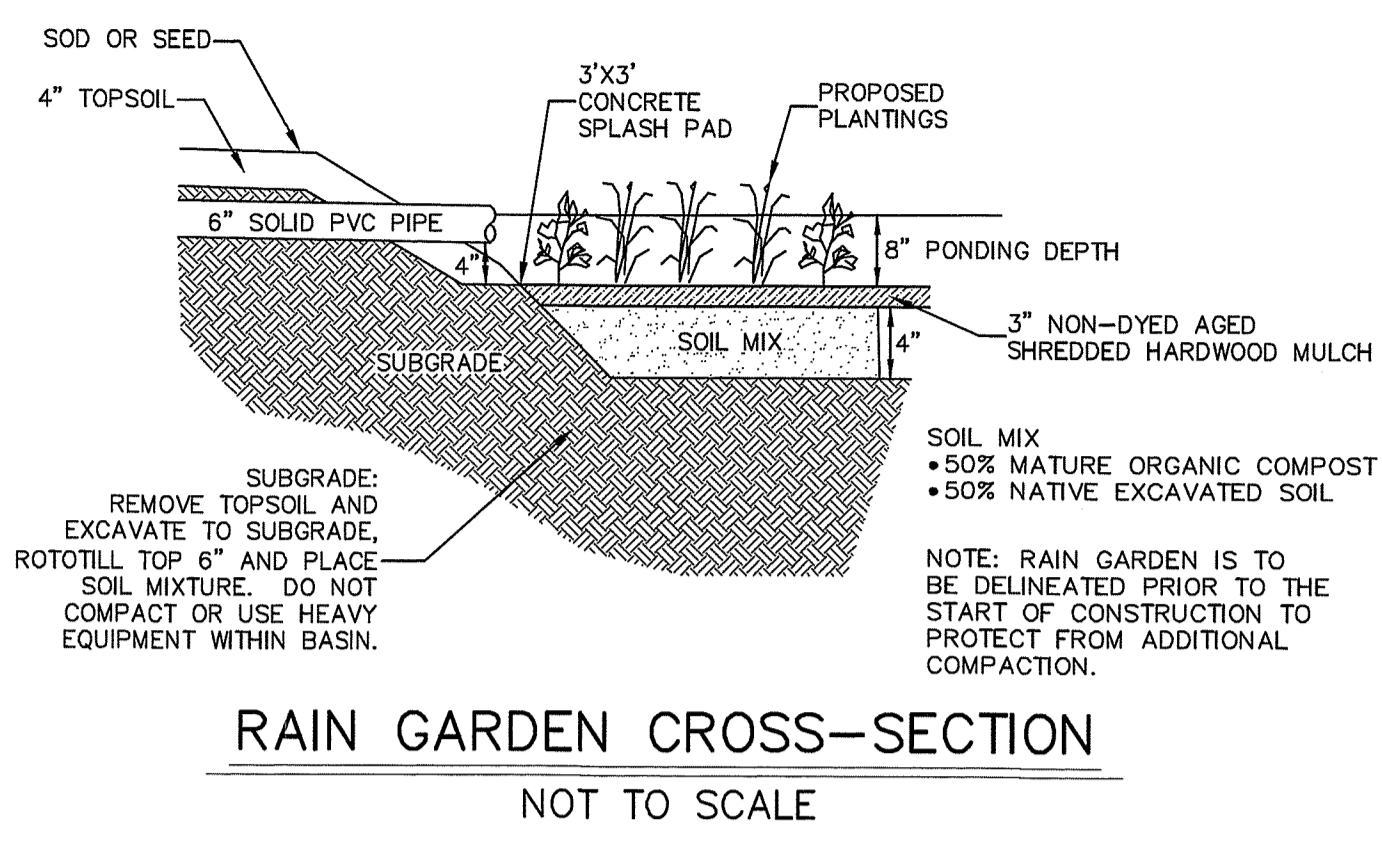 SOD OR SEED
4" TOPSOIL
3'X3'
CONCRETE
SPLASH PAD
PROPOSED
PLANTINGS
6" SOLID PVC PIPE
4"
8" PONDING DEPTH
3" NON-DYED AGED
SHREDDED HARDWOOD MULCH
SOIL MIX
4"
SUBGRADE
SUBGRADE:
REMOVE TOPSOIL AND
EXCAVATE TO SUBGRADE,
ROTOTILL TOP 6" AND PLACE
SOIL MIXTURE. DO NOT
COMPACT OR USE HEAVY
EQUIPMENT WITHIN BASIN.
SOIL MIX
•50% MATURE ORGANIC COMPOST
•50% NATIVE EXCAVATED SOIL
NOTE: RAIN GARDEN IS TO
BE DELINEATED PRIOR TO THE
START OF CONSTRUCTION TO
PROTECT FROM ADDITIONAL
COMPACTION.
RAIN GARDEN CROSS-SECTION
NOT TO SCALE